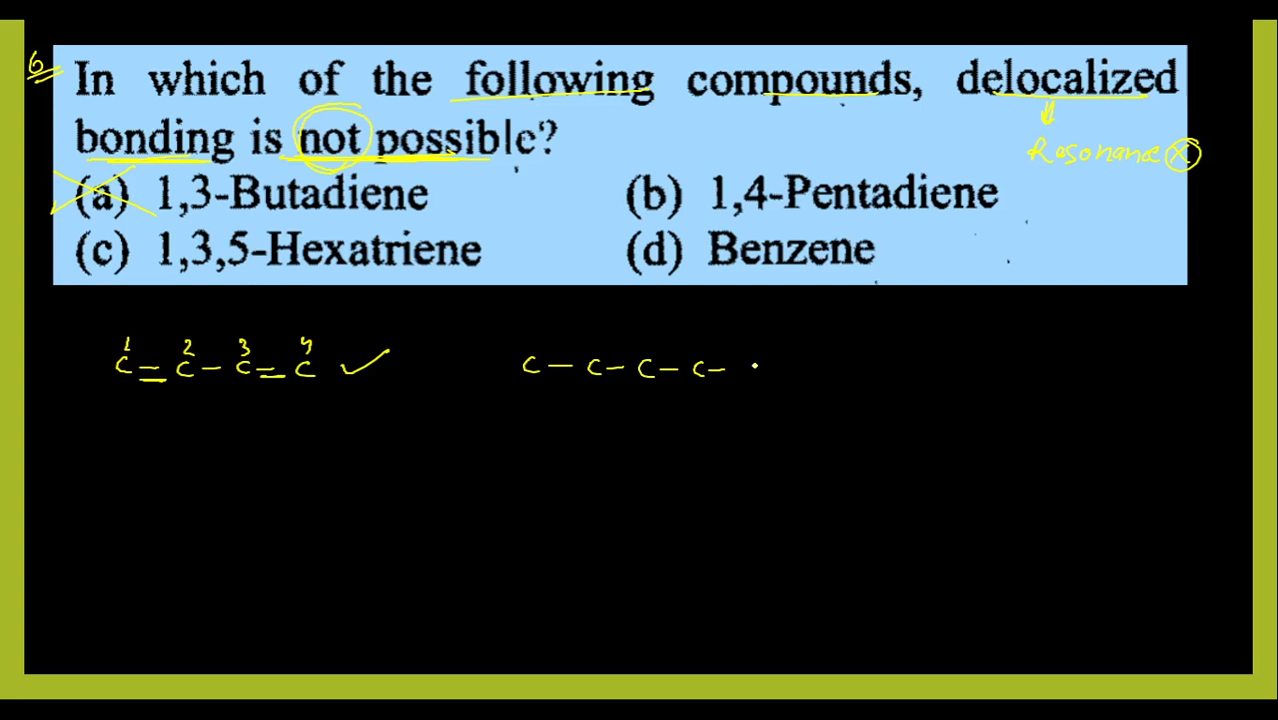 6 In which of the following compounds, delocalized
bonding is not possible?
Resonance X
(a) 1,3-Butadiene (b) 1,4-Pentadiene
(c) 1,3,5-Hexatriene (d) Benzene
1 2 3 4
C = C - C = C ✓ C - C - C - C -